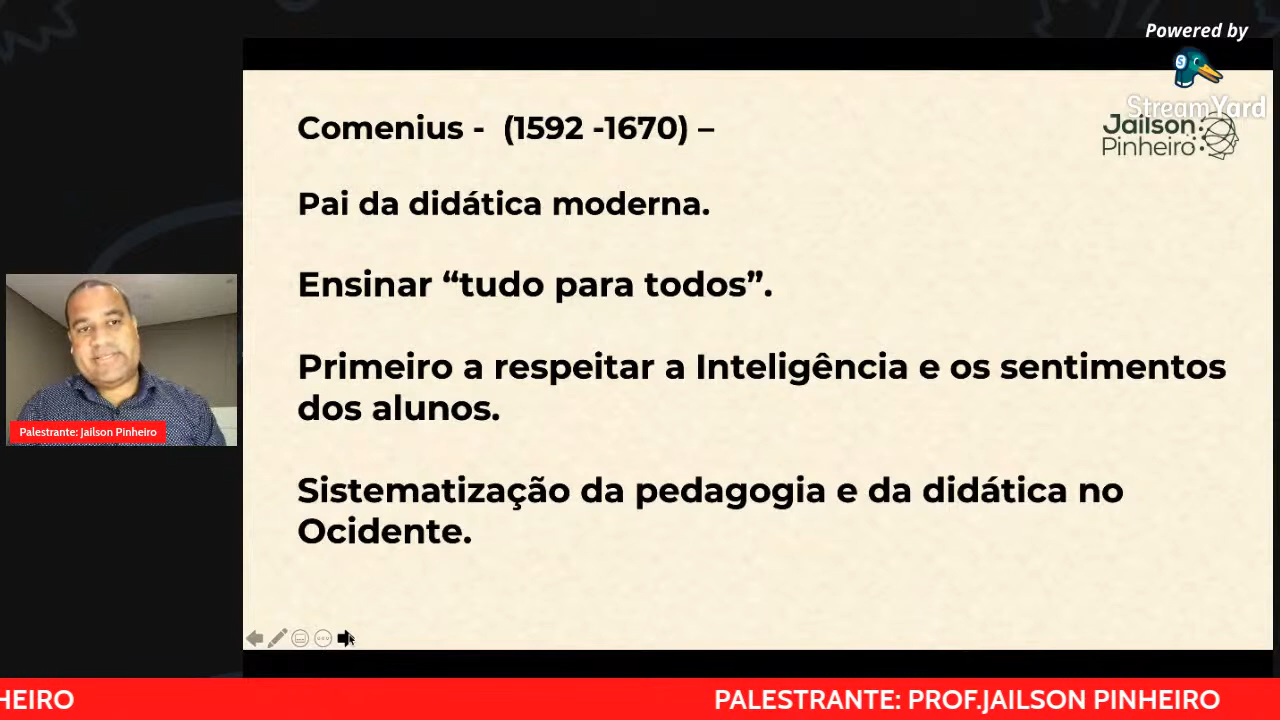 Powered by
StreamYard
Jailson
Pinheiro
Comenius - (1592 -1670) –
Pai da didática moderna.
Ensinar “tudo para todos”.
Primeiro a respeitar a Inteligência e os sentimentos
dos alunos.
Sistematização da pedagogia e da didática no
Ocidente.
Palestrante: Jailson Pinheiro
HEIRO
PALESTRANTE: PROF.JAILSON PINHEIRO